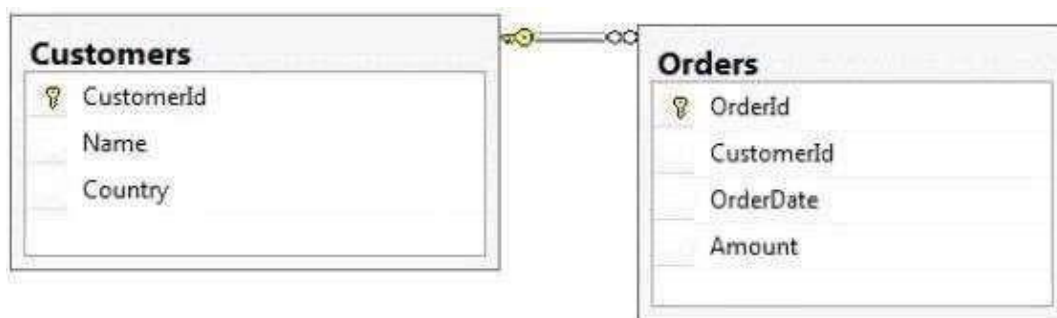 Customers
CustomerId
Name
Country
Orders
OrderId
CustomerId
OrderDate
Amount